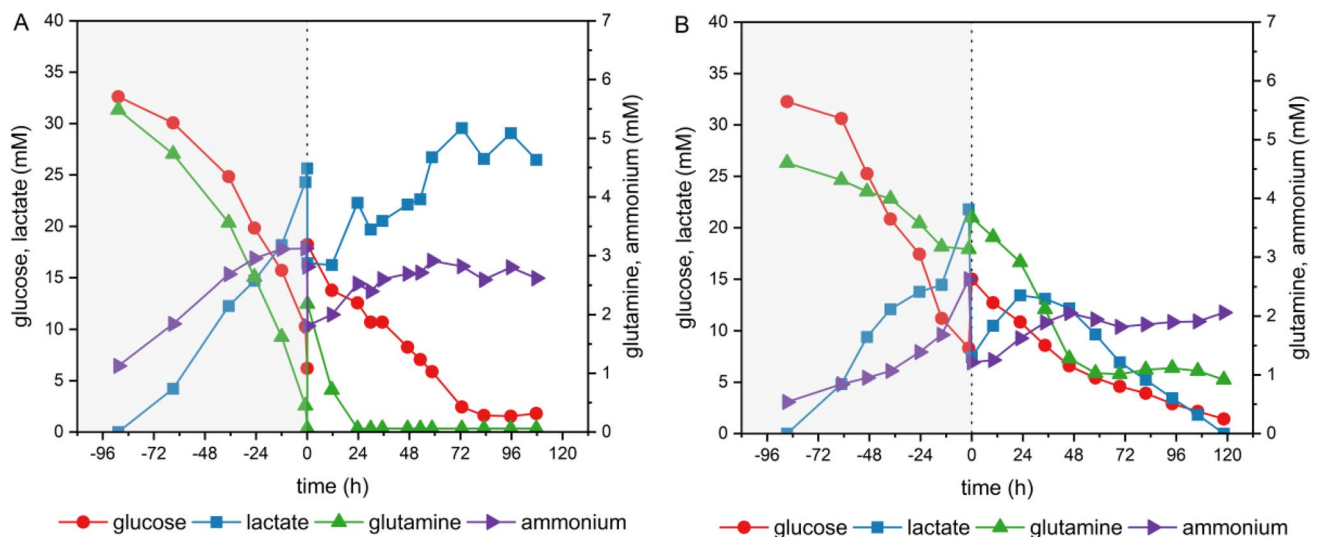 A
40
35
30
25
20
15
10
5
0
glucose, lactate (mM)
7
6
5
4
3
2
1
0
glutamine, ammonium (mM)
-96 -72 -48 -24 0 24 48 72 96 120
time (h)
glucose lactate glutamine ammonium
B
40
35
30
25
20
15
10
5
0
glucose, lactate (mM)
7
6
5
4
3
2
1
0
glutamine, ammonium (mM)
-96 -72 -48 -24 0 24 48 72 96 120
time (h)
glucose lactate glutamine ammonium